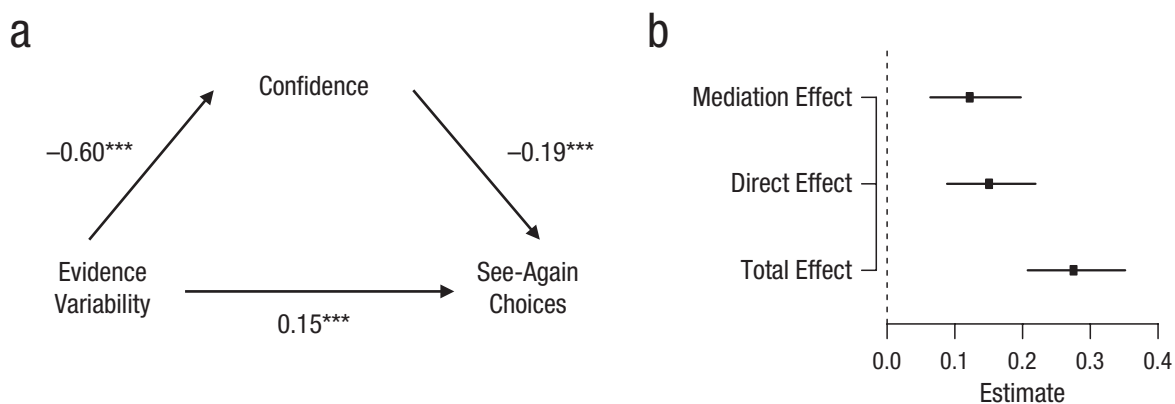 a
Confidence
–0.60***
–0.19***
Evidence
Variability
See-Again
Choices
0.15***
b
Mediation Effect
Direct Effect
Total Effect
0.0 0.1 0.2 0.3 0.4
Estimate